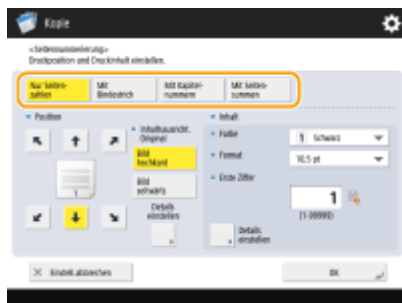 Kopie
<Seitennummerierung>
Druckposition und Druckinhalt einstellen.
Nur Seiten-
zahlen
Mit
Bindestrich
Mit Kapitel-
nummern
Mit Seiten-
summen
Position
Inhaltsausricht.
Original
Bild
hochkant
Bild
seitwärts
Details
einstellen
Inhalt
Farbe
Schwarz
Format
10,5 pt
Erste Ziffer
1
(1-99999)
Details
einstellen
Einstell. abbrechen
OK